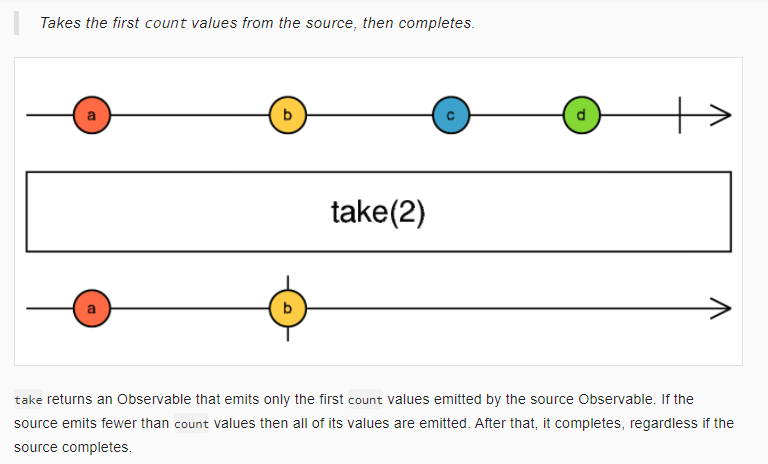 Takes the first count values from the source, then completes.
a b c d
take(2)
a b
take returns an Observable that emits only the first count values emitted by the source Observable. If the
source emits fewer than count values then all of its values are emitted. After that, it completes, regardless if the
source completes.